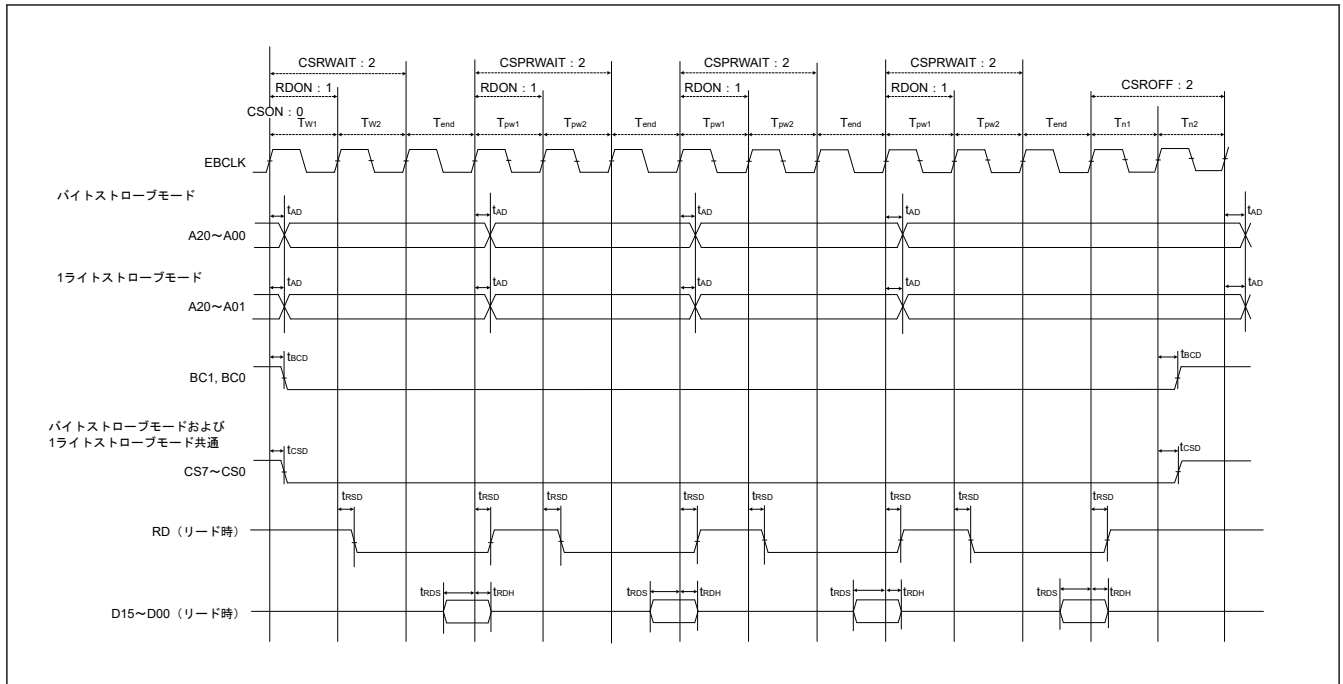 CSRWAIT：2 CSPRWAIT：2 CSPRWAIT：2 CSPRWAIT：2
RDON：1 RDON：1 RDON：1 RDON：1 CSROFF：2
CSON：0
TW1 TW2 Tend Tpw1 Tpw2 Tend Tpw1 Tpw2 Tend Tpw1 Tpw2 Tend Tn1 Tn2
EBCLK
バイトストローブモード
tAD tAD tAD tAD tAD
A20～A00
1ライトストローブモード
tAD tAD tAD tAD tAD
A20～A01
tBCD tBCD
BC1, BC0
バイトストローブモードおよび
1ライトストローブモード共通
tCSD tCSD
CS7～CS0
tRSD tRSD tRSD tRSD tRSD tRSD tRSD tRSD
RD（リード時）
tRDS tRDH tRDS tRDH tRDS tRDH tRDS tRDH
D15～D00（リード時）